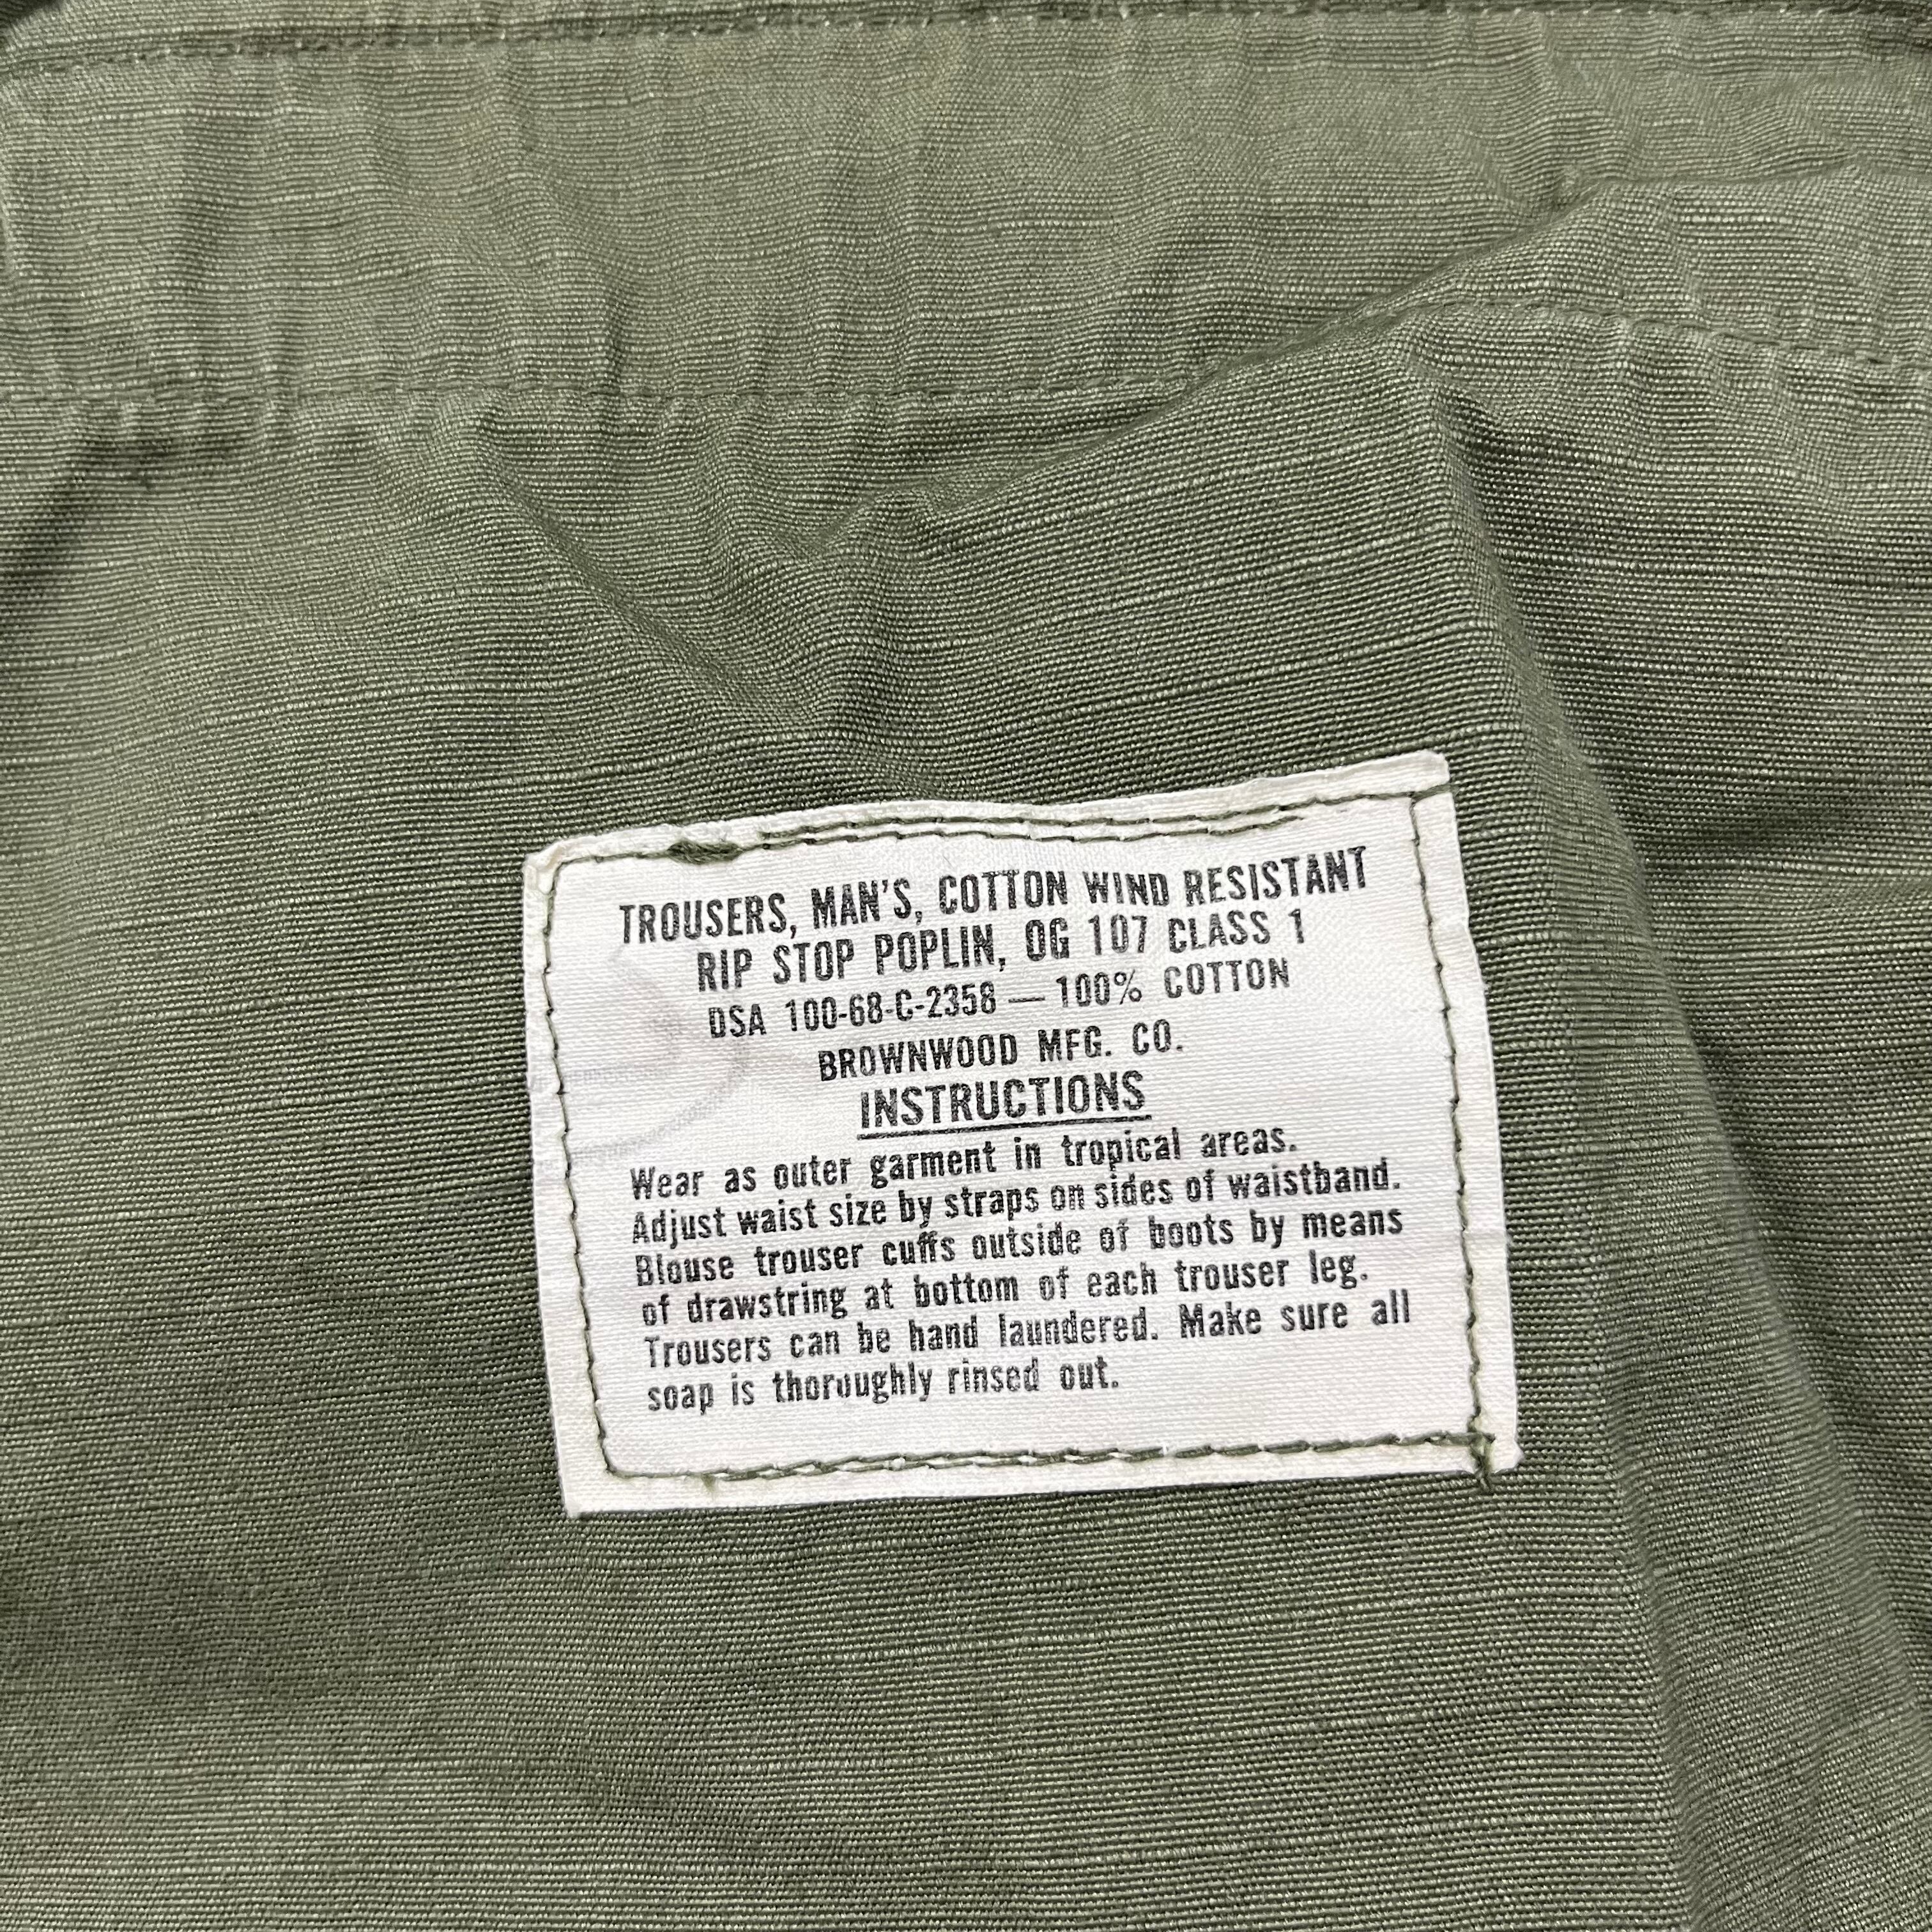 TROUSERS, MAN'S, COTTON WIND RESISTANT
RIP STOP POPLIN, OG 107 CLASS 1
DSA 100-68-C-2358 — 100% COTTON
BROWNWOOD MFG. CO.
INSTRUCTIONS
Wear as outer garment in tropical areas.
Adjust waist size by straps on sides of waistband.
Blouse trouser cuffs outside of boots by means
of drawstring at bottom of each trouser leg.
Trousers can be hand laundered. Make sure all
soap is thoroughly rinsed out.